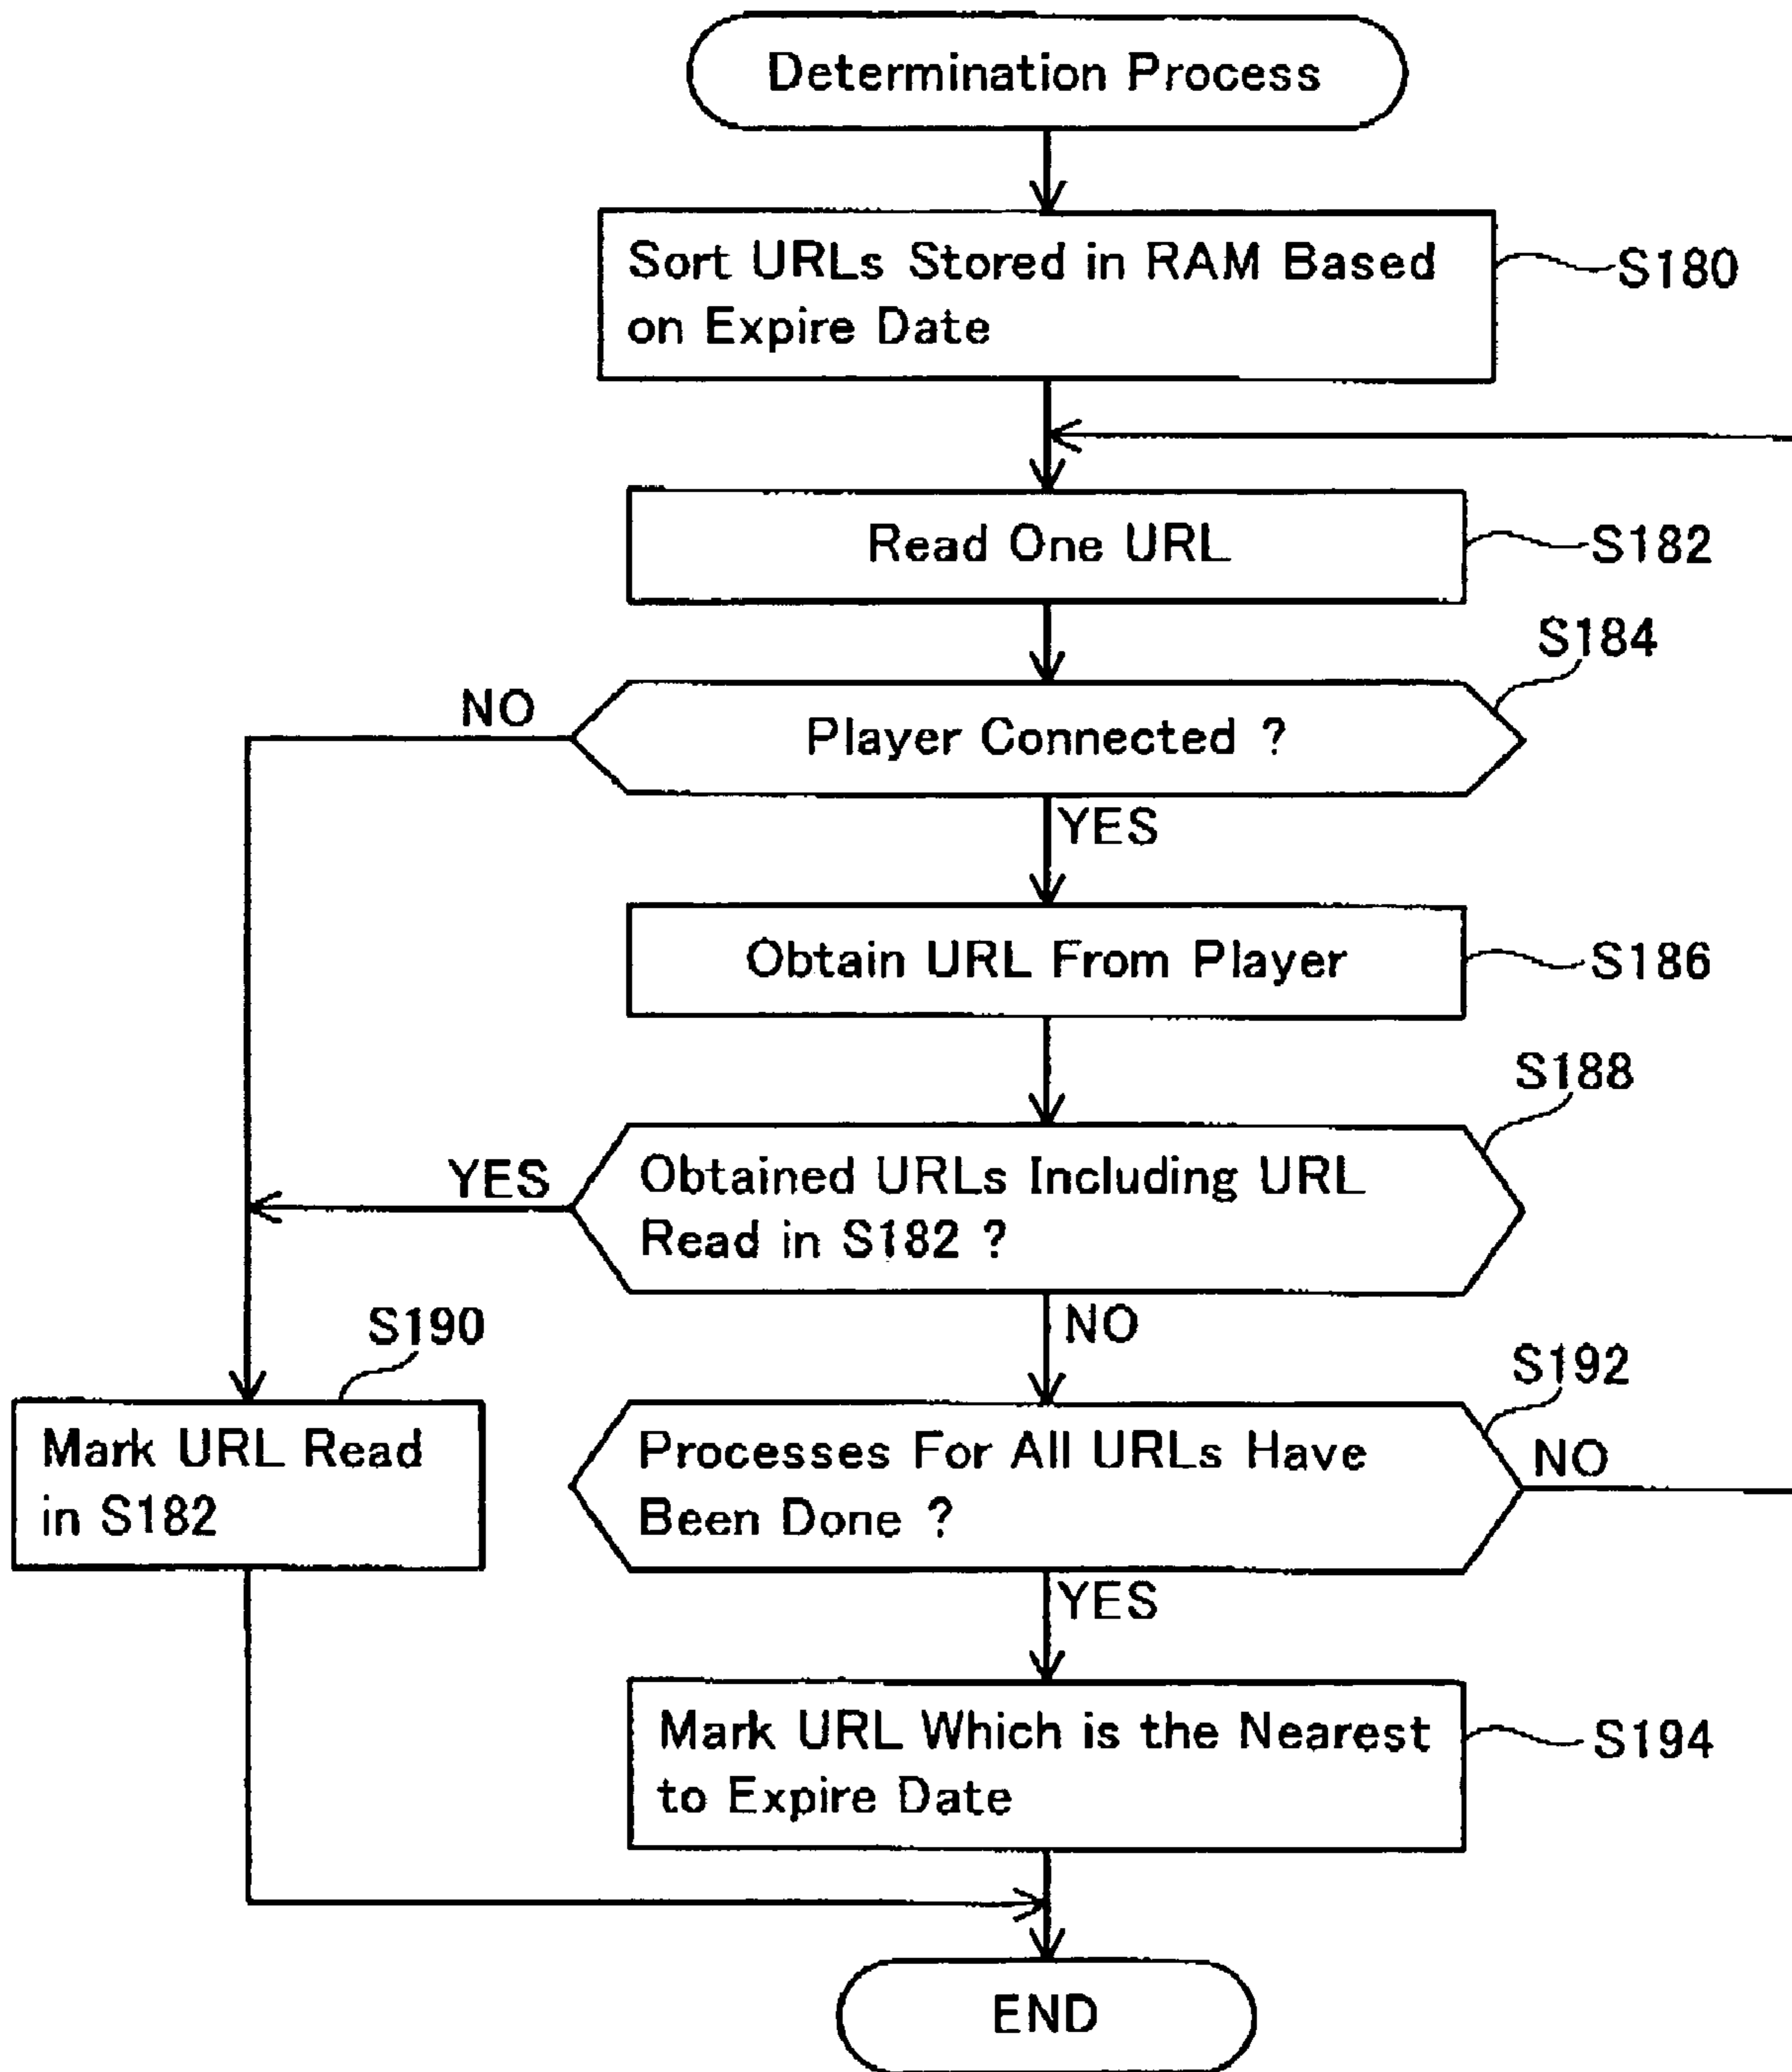 Determination Process
Sort URLs Stored in RAM Based
on Expire Date
S180
Read One URL
S182
S184
NO
Player Connected ?
YES
Obtain URL From Player
S186
S188
YES
Obtained URLs Including URL
Read in S182 ?
NO
S190
S192
Mark URL Read
in S182
Processes For All URLs Have
Been Done ?
NO
YES
Mark URL Which is the Nearest
to Expire Date
S194
END